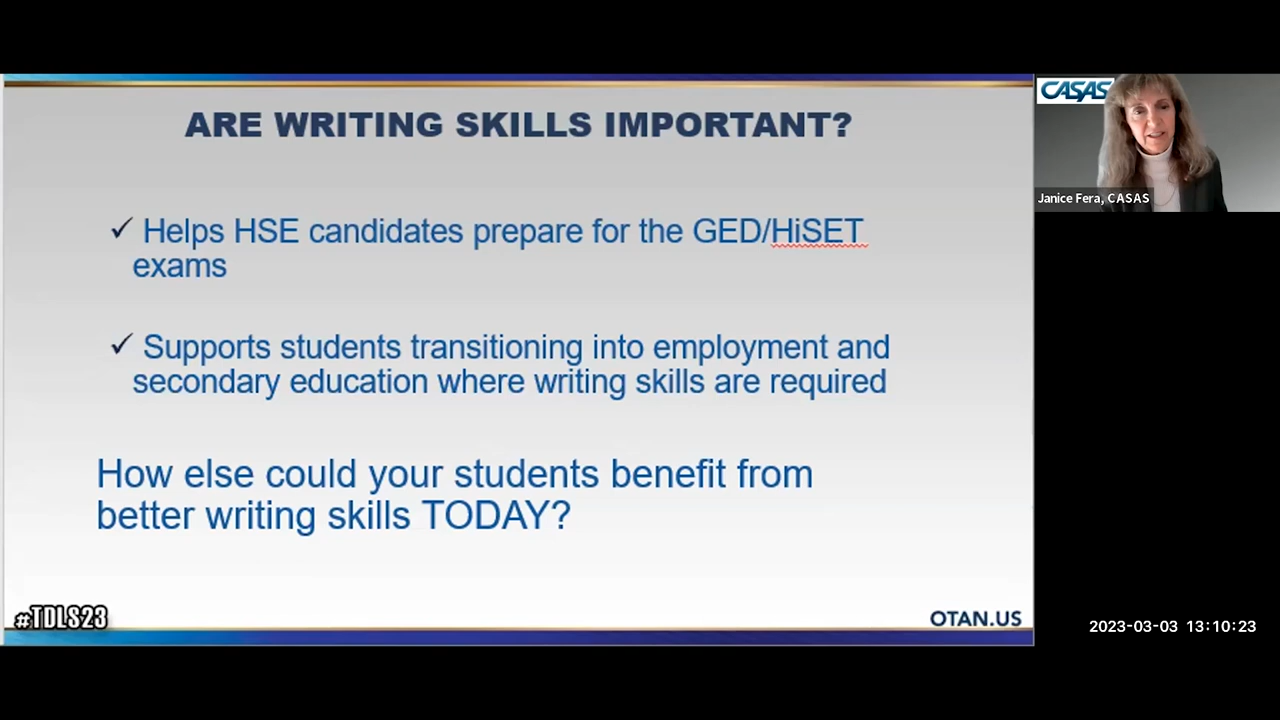 ARE WRITING SKILLS IMPORTANT?
✓ Helps HSE candidates prepare for the GED/HiSET
exams
✓ Supports students transitioning into employment and
secondary education where writing skills are required
How else could your students benefit from
better writing skills TODAY?
#TDLS23
OTAN.US
CASAS
Janice Fera, CASAS
2023-03-03 13:10:23